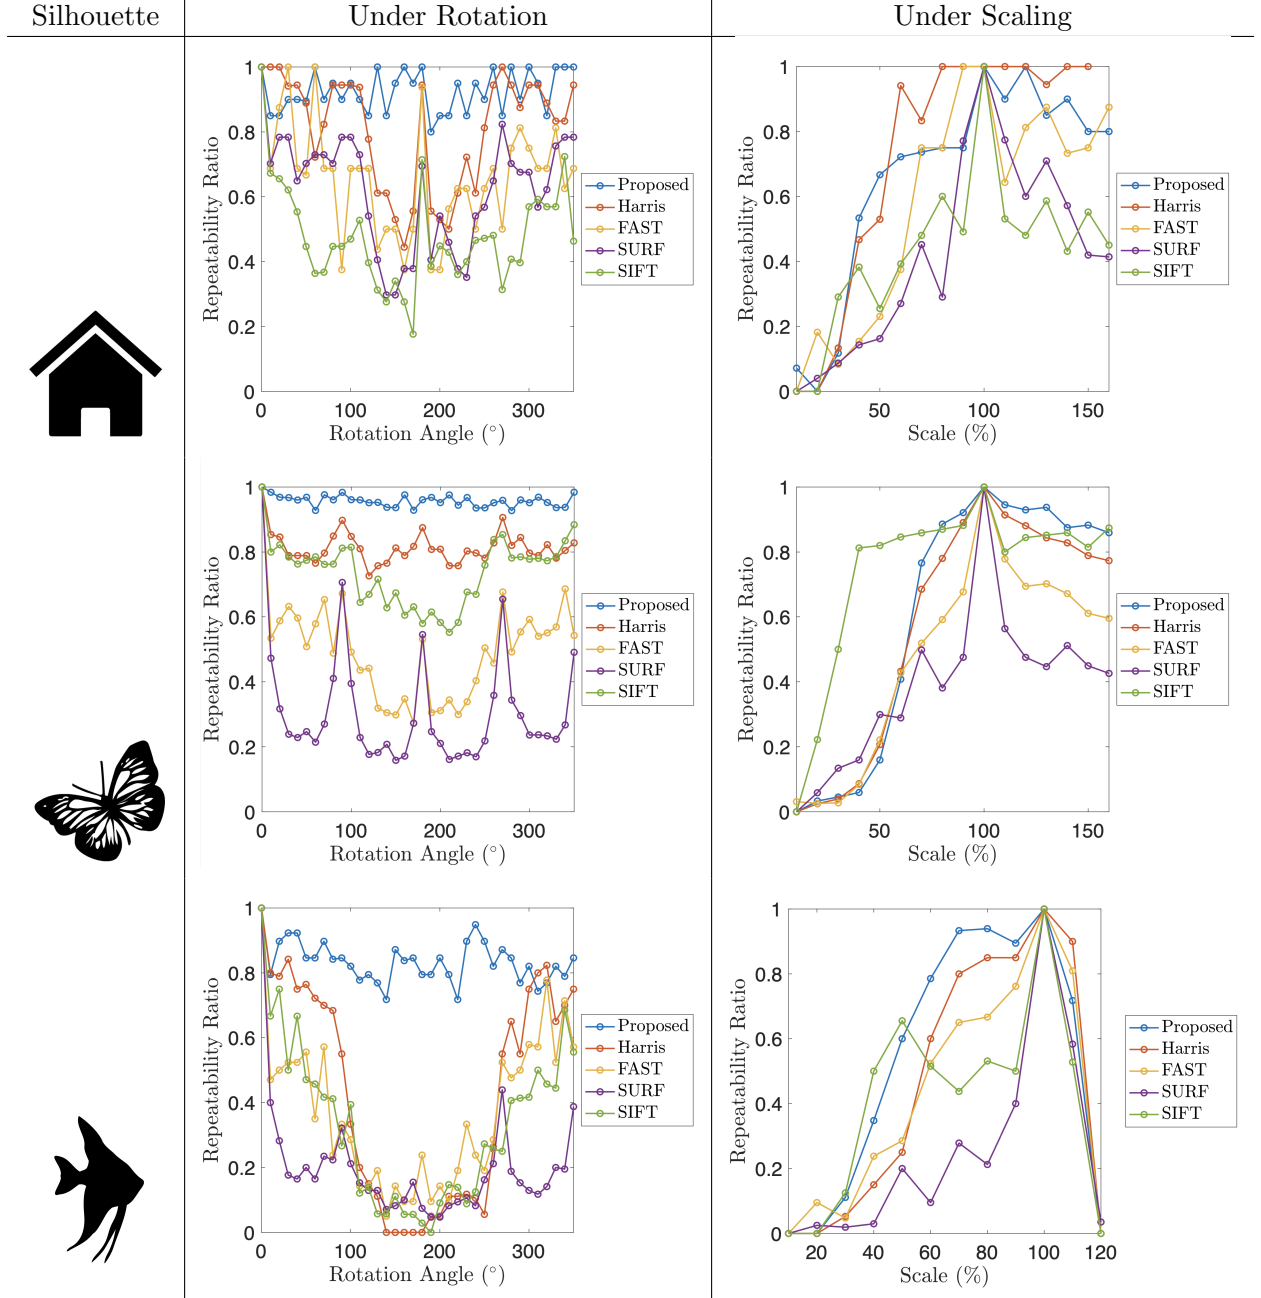 Silhouette Under Rotation Under Scaling
1
0.8
0.6
0.4
0.2
0
0 100 200 300
Repeatability Ratio
Rotation Angle (°)
Proposed
Harris
FAST
SURF
SIFT
1
0.8
0.6
0.4
0.2
0
50 100 150
Repeatability Ratio
Scale (%)
Proposed
Harris
FAST
SURF
SIFT
1
0.8
0.6
0.4
0.2
0
0 100 200 300
Repeatability Ratio
Rotation Angle (°)
Proposed
Harris
FAST
SURF
SIFT
1
0.8
0.6
0.4
0.2
0
50 100 150
Repeatability Ratio
Scale (%)
Proposed
Harris
FAST
SURF
SIFT
1
0.8
0.6
0.4
0.2
0
0 100 200 300
Repeatability Ratio
Rotation Angle (°)
Proposed
Harris
FAST
SURF
SIFT
1
0.8
0.6
0.4
0.2
0
20 40 60 80 100 120
Repeatability Ratio
Scale (%)
Proposed
Harris
FAST
SURF
SIFT